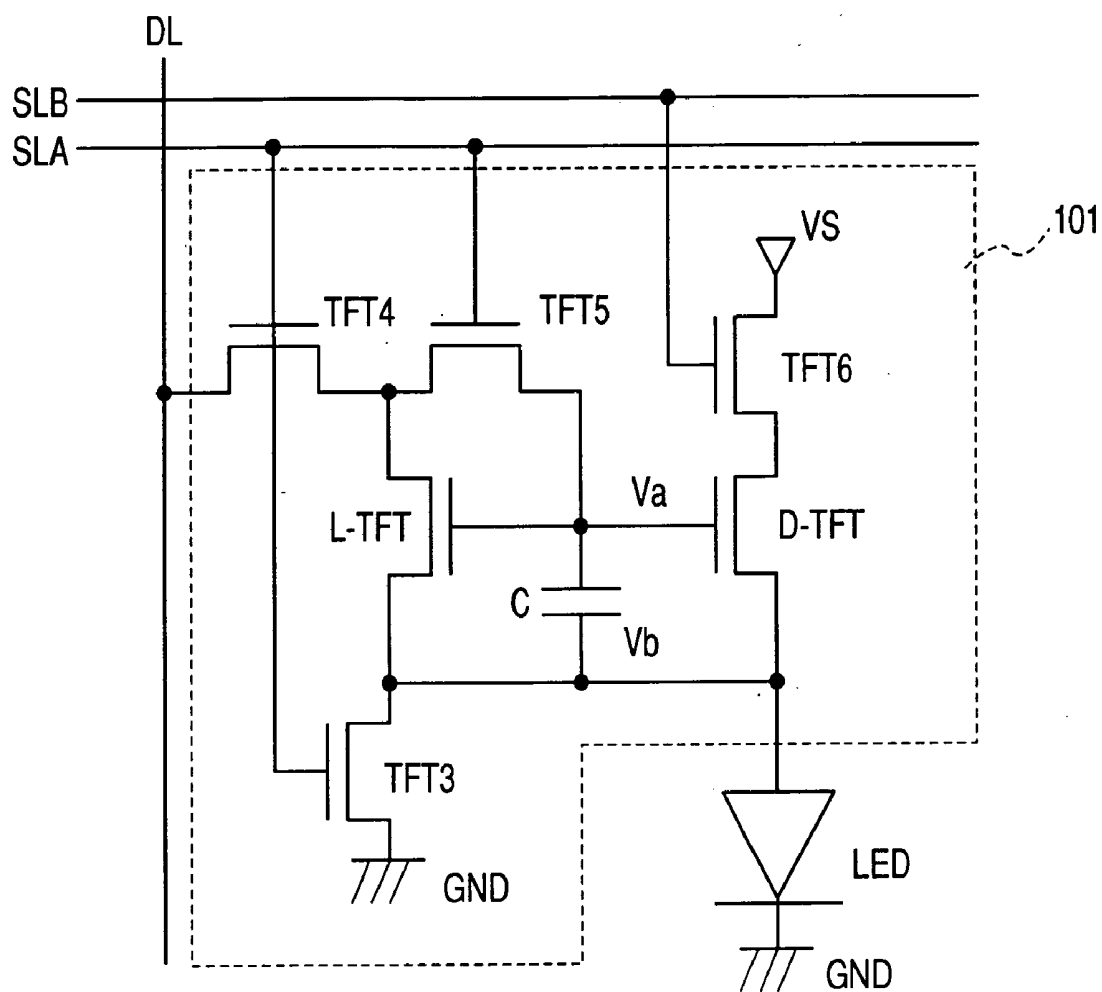 DL
SLB
SLA
VS
101
TFT4
TFT5
TFT6
Va
L-TFT
D-TFT
C
Vb
TFT3
LED
GND
GND